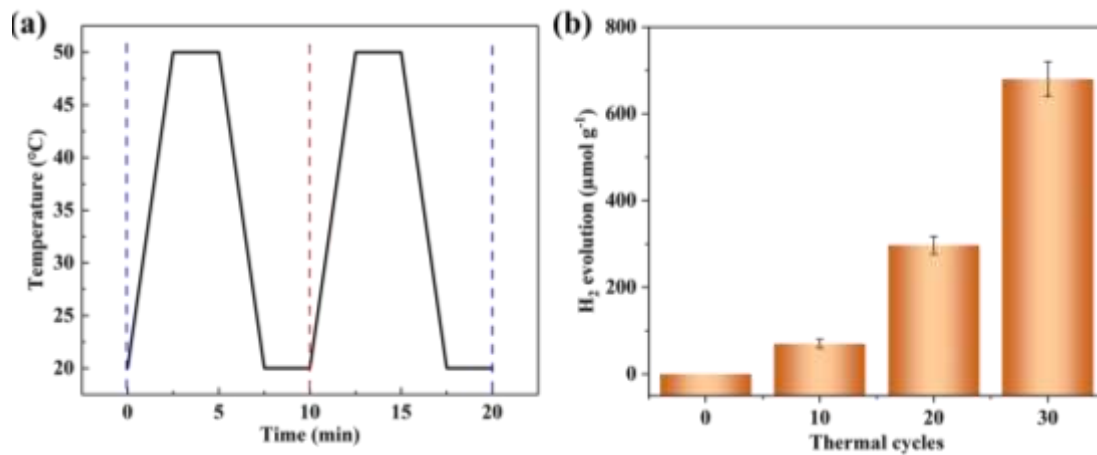 (a)
Temperature (°C)
50
45
40
35
30
25
20
0 5 10 15 20
Time (min)
(b)
H₂ evolution (μmol g⁻¹)
800
600
400
200
0
0 10 20 30
Thermal cycles